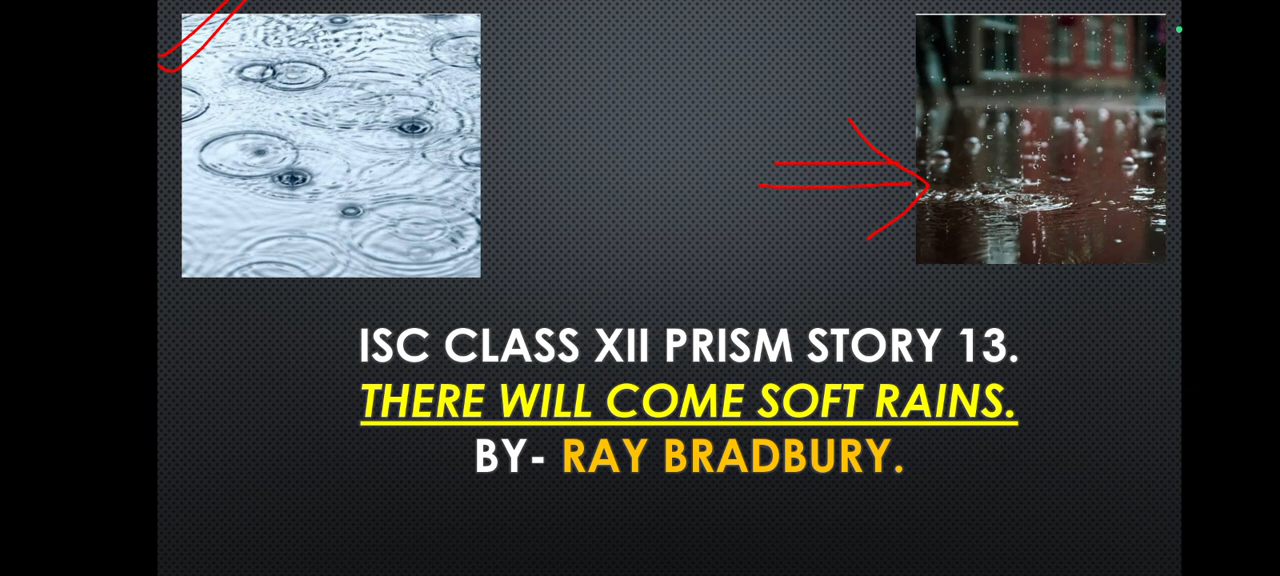 ISC CLASS XII PRISM STORY 13.
THERE WILL COME SOFT RAINS.
BY- RAY BRADBURY.